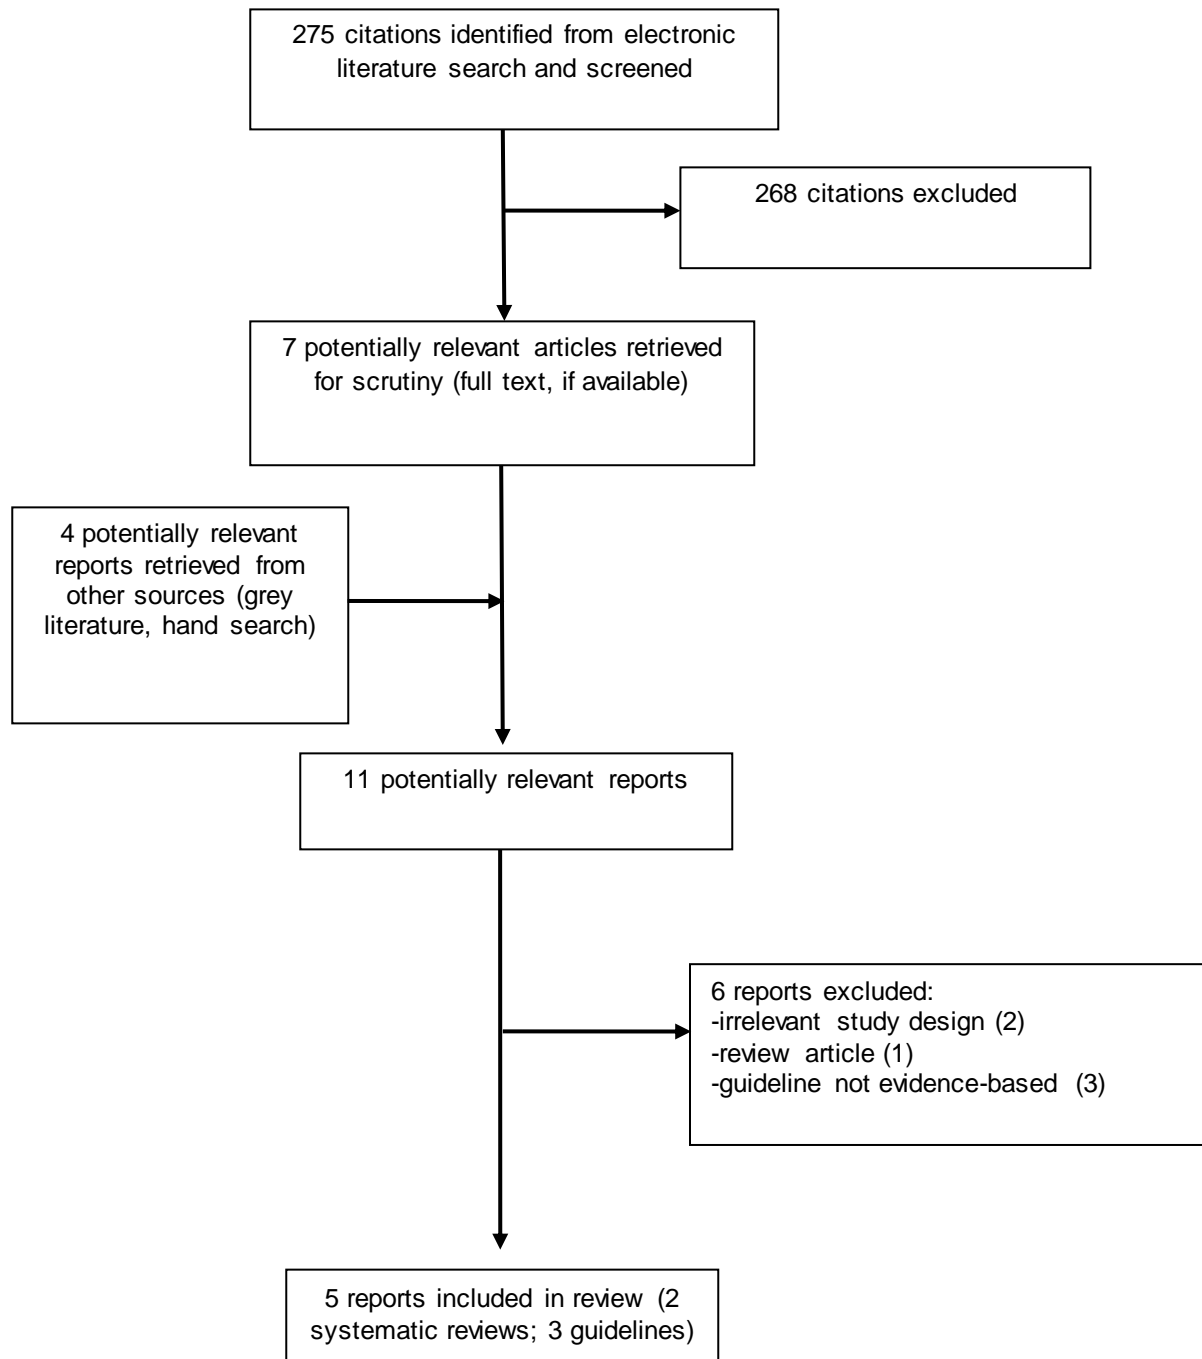 275 citations identified from electronic
literature search and screened
268 citations excluded
7 potentially relevant articles retrieved
for scrutiny (full text, if available)
4 potentially relevant
reports retrieved from
other sources (grey
literature, hand search)
11 potentially relevant reports
6 reports excluded:
-irrelevant study design (2)
-review article (1)
-guideline not evidence-based (3)
5 reports included in review (2
systematic reviews; 3 guidelines)